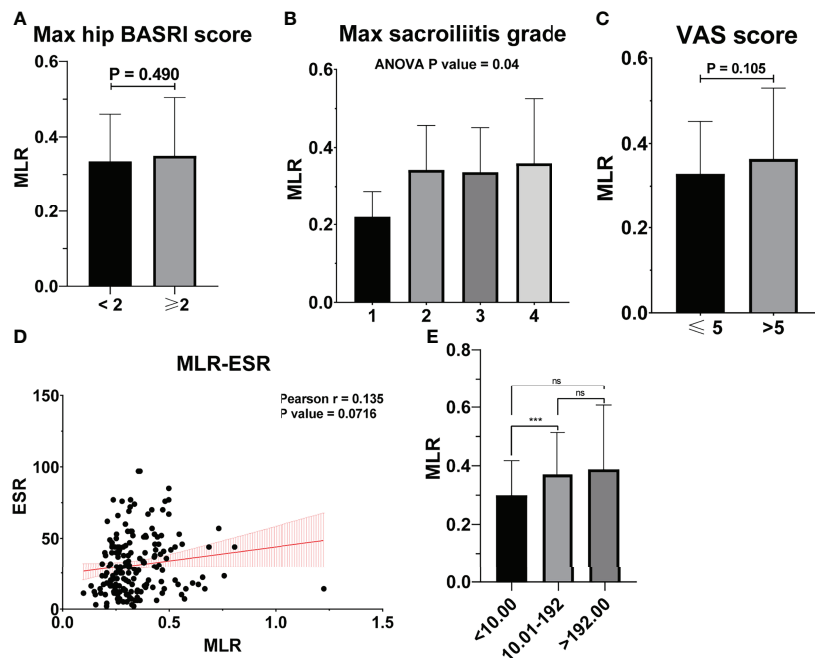 A
Max hip BASRI score
P = 0.490
MLR
0.6
0.4
0.2
0.0
< 2
⩾2
B
Max sacroiliitis grade
ANOVA P value = 0.04
MLR
0.6
0.4
0.2
0.0
1
2
3
4
C
VAS score
P = 0.105
MLR
0.6
0.4
0.2
0.0
⩽ 5
>5
D
MLR-ESR
Pearson r = 0.135
P value = 0.0716
ESR
150
100
50
0
0.0
0.5
1.0
1.5
MLR
E
ns
ns
***
MLR
0.8
0.6
0.4
0.2
0.0
<10.00
10.01-192
>192.00